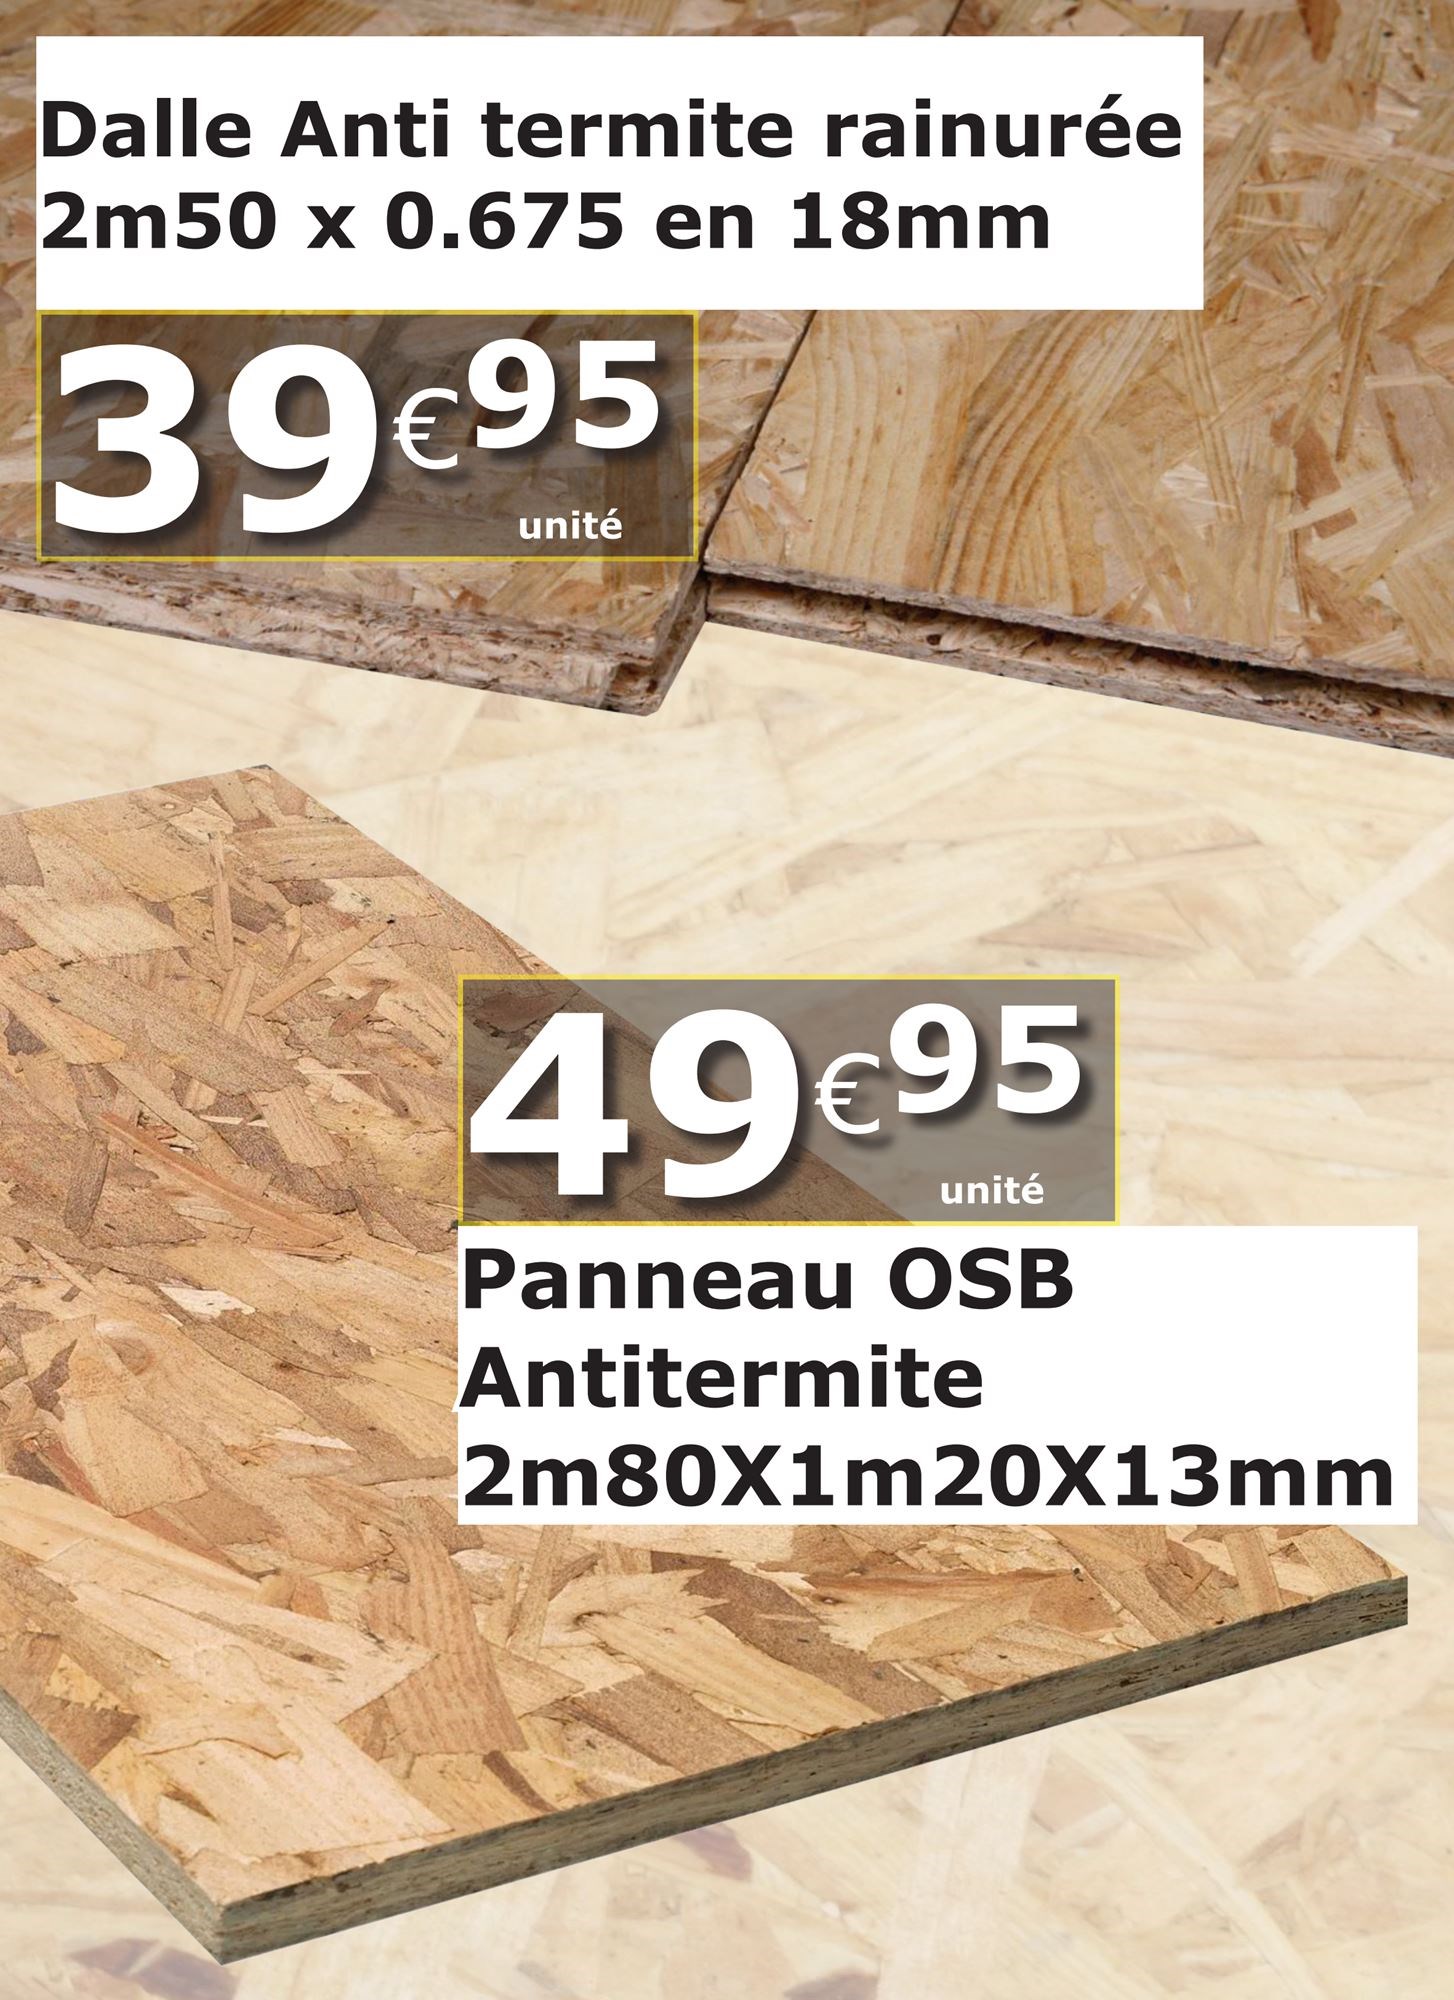 Dalle Anti termite rainurée
2m50 x 0.675 en 18mm
39€95
unité
49€95
unité
Panneau OSB
Antitermite
2m80X1m20X13mm